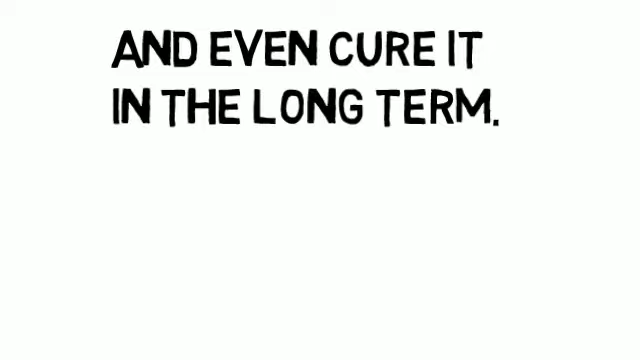 AND EVEN CURE IT
IN THE LONG TERM.